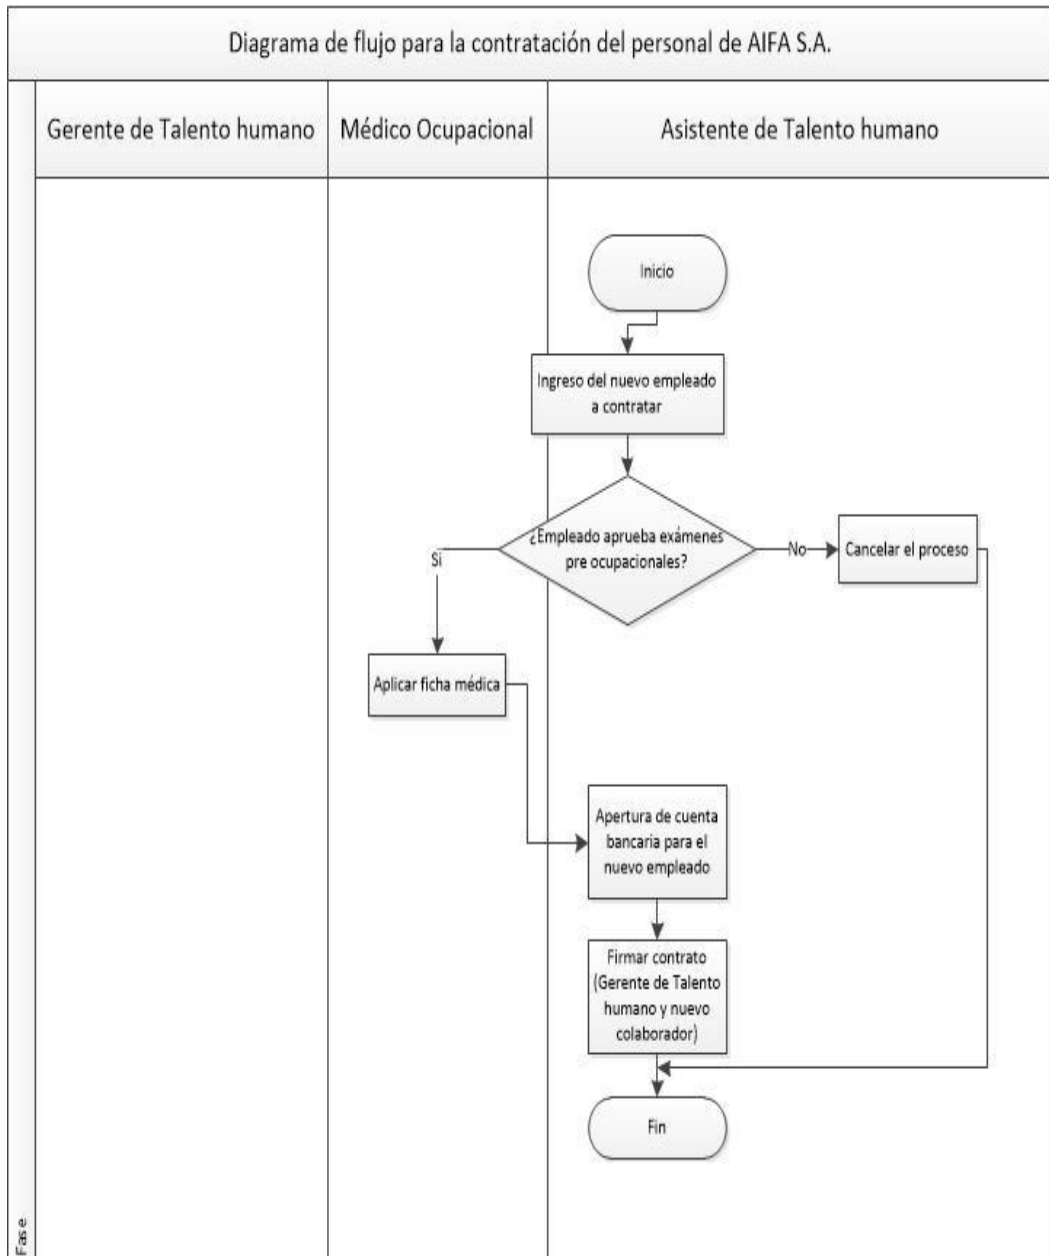 Diagrama de flujo para la contratación del personal de AIFA S.A.
Gerente de Talento humano
Médico Ocupacional
Asistente de Talento humano
Inicio
Ingreso del nuevo empleado
a contratar
¿Empleado aprueba exámenes
pre ocupacionales?
Si
No
Cancelar el proceso
Aplicar ficha médica
Apertura de cuenta
bancaria para el
nuevo empleado
Firmar contrato
(Gerente de Talento
humano y nuevo
colaborador)
Fin
Fase